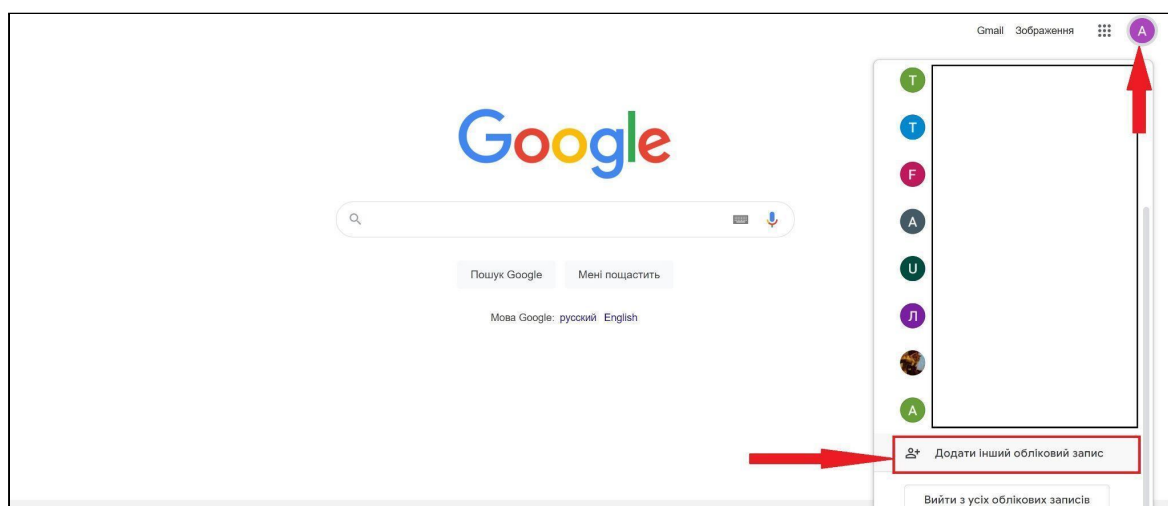 Gmail Зображення
A
T
Google
T
F
A
Пошук Google Мені пощастить
U
Мова Google: русский English
Л
A
Додати інший обліковий запис
Вийти з усіх облікових записів